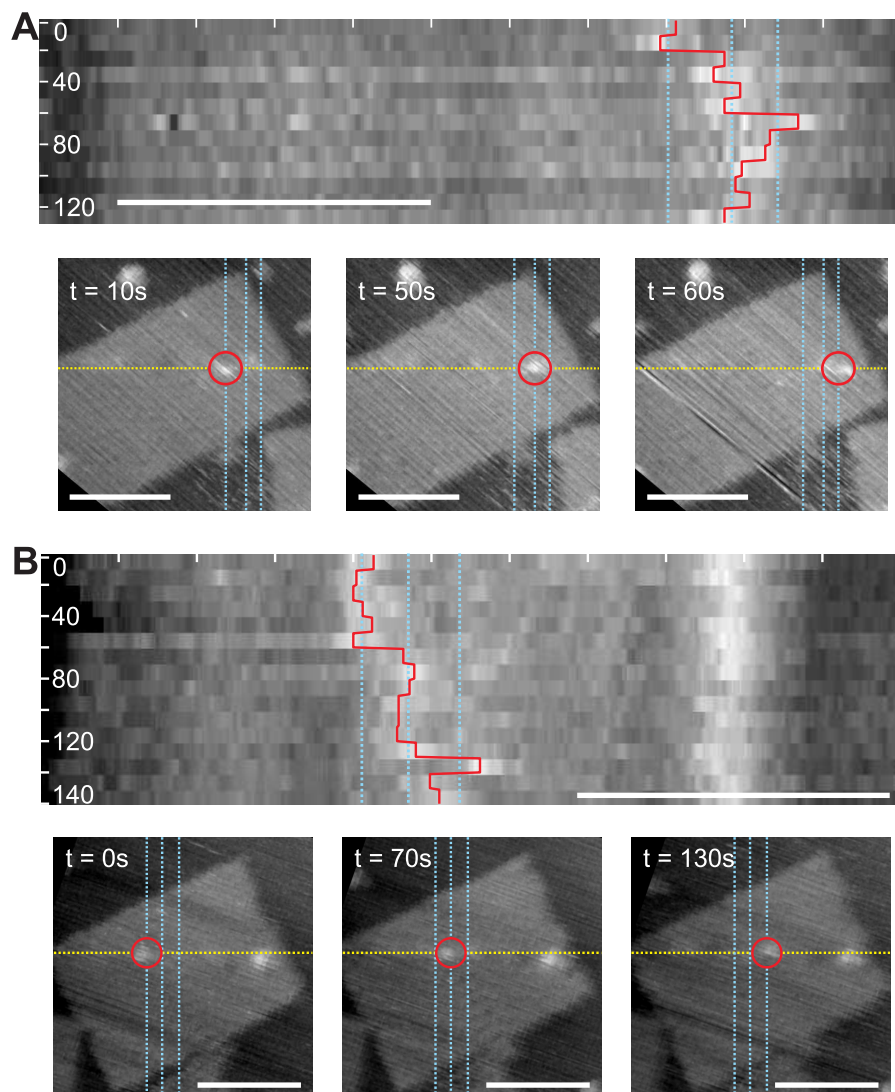 A
0
40
80
120
t = 10s
t = 50s
t = 60s
B
0
40
80
120
140
t = 0s
t = 70s
t = 130s